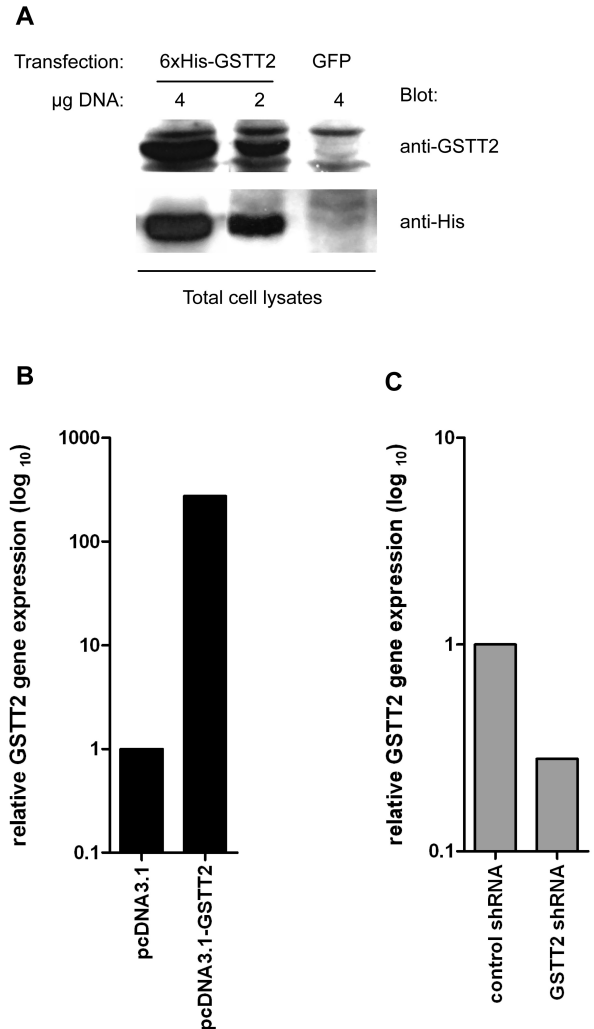 A
Transfection: 6xHis-GSTT2 GFP
µg DNA: 4 2 4 Blot:
anti-GSTT2
anti-His
Total cell lysates
B
relative GSTT2 gene expression (log 10)
1000
100
10
1
0.1
pcDNA3.1
pcDNA3.1-GSTT2
C
relative GSTT2 gene expression (log 10)
10
1
0.1
control shRNA
GSTT2 shRNA